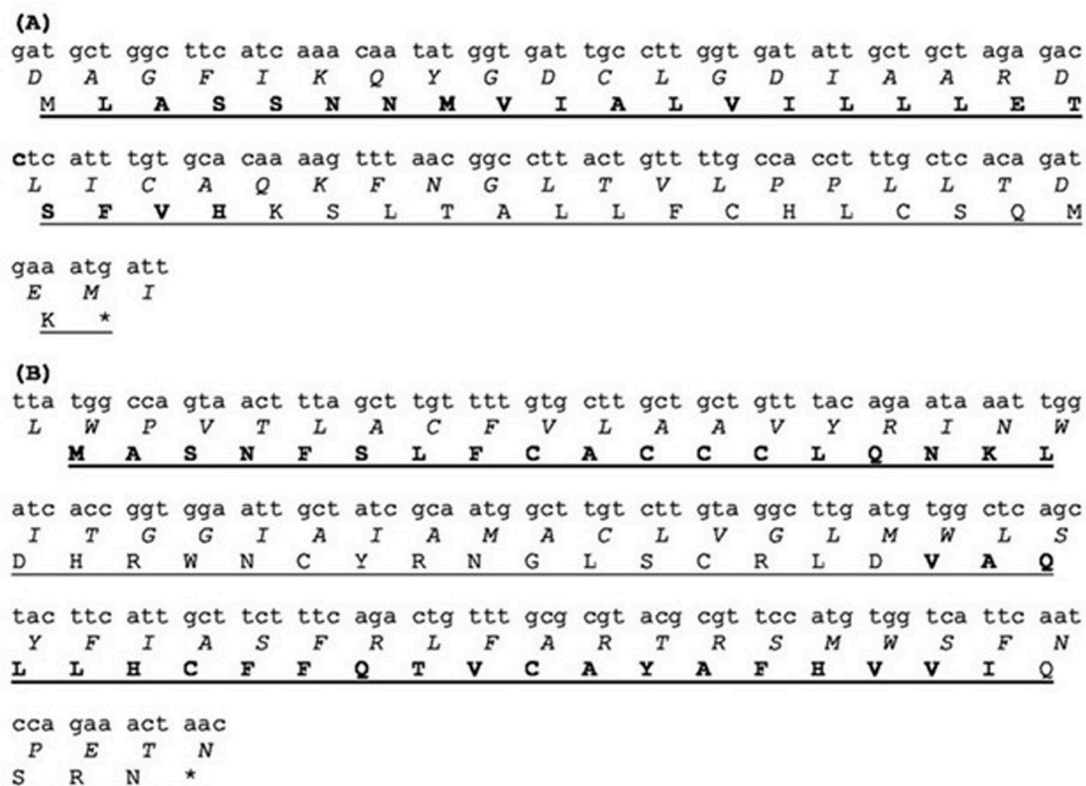 (A)
gat gct ggc ttc atc aaa caa tat ggt gat tgc ctt ggt gat att gct gct aga gac
D A G F I K Q Y G D C L G D I A A R D
M L A S S N N M V I A L V I L L L E T
ctc att tgt gca caa aag ttt aac ggc ctt act gtt ttg cca cct ttg ctc aca gat
L I C A Q K F N G L T V L P P L L T D
S F V H K S L T A L L F C H L C S Q M
gaa atg att
E M I
K *
(B)
tta tgg cca gta act tta gct tgt ttt gtg ctt gct gct gtt tac aga ata aat tgg
L W P V T L A C F V L A A V Y R I N W
M A S N F S L F C A C C C L Q N K L
atc acc ggt gga att gct atc gca atg gct tgt ctt gta ggc ttg atg tgg ctc agc
I T G G I A I A M A C L V G L M W L S
D H R W N C Y R N G L S C R L D V A Q
tac ttc att gct tct ttc aga ctg ttt gcg cgt acg cgt tcc atg tgg tca ttc aat
Y F I A S F R L F A R T R S M W S F N
L L H C F F Q T V C A Y A F H V V I Q
cca gaa act aac
P E T N
S R N *